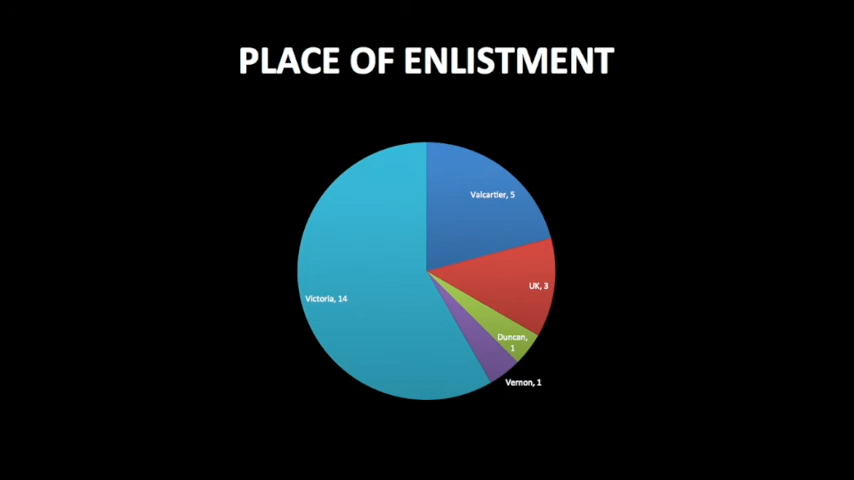 PLACE OF ENLISTMENT
Valcartier, 5
UK, 3
Duncan,
1
Vernon, 1
Victoria, 14